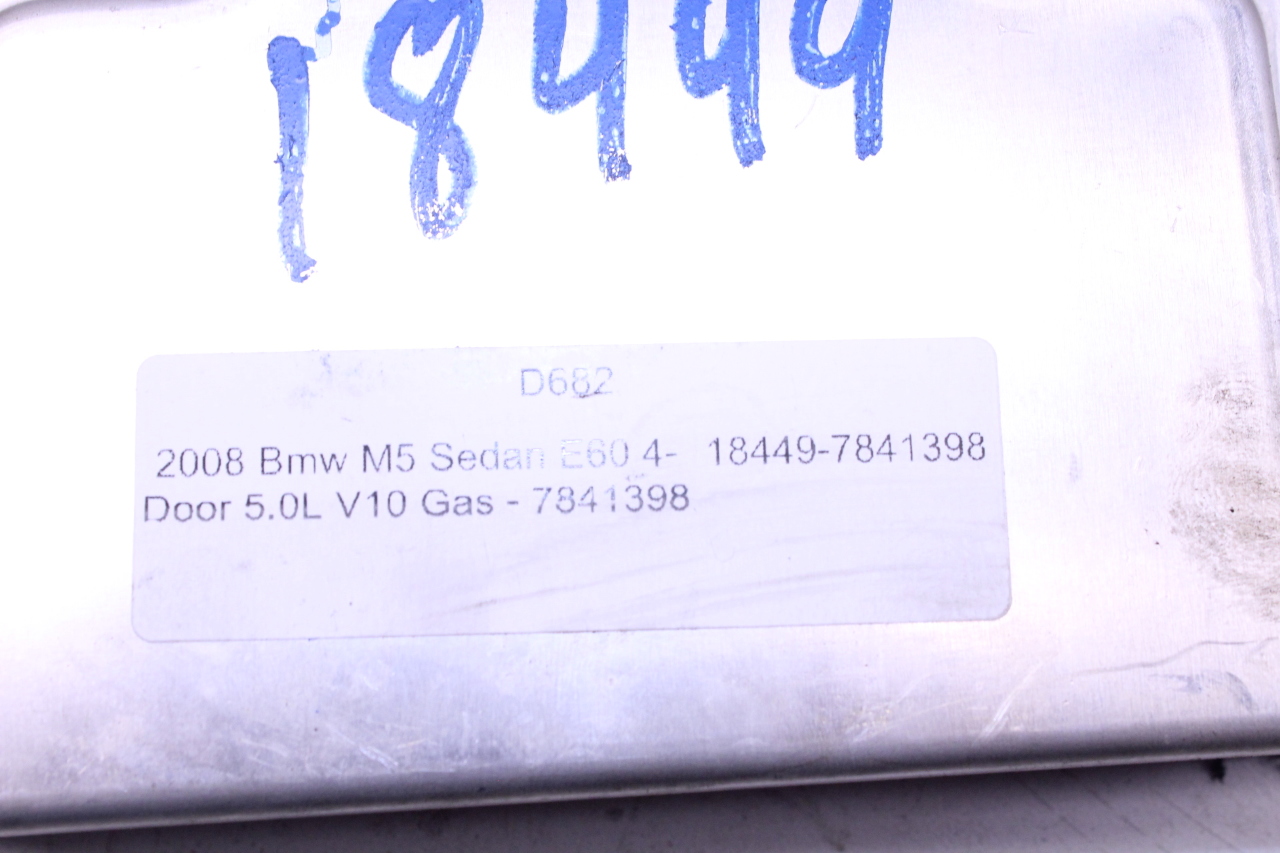 18449
D682
2008 Bmw M5 Sedan E60 4- 18449-7841398
Door 5.0L V10 Gas - 7841398